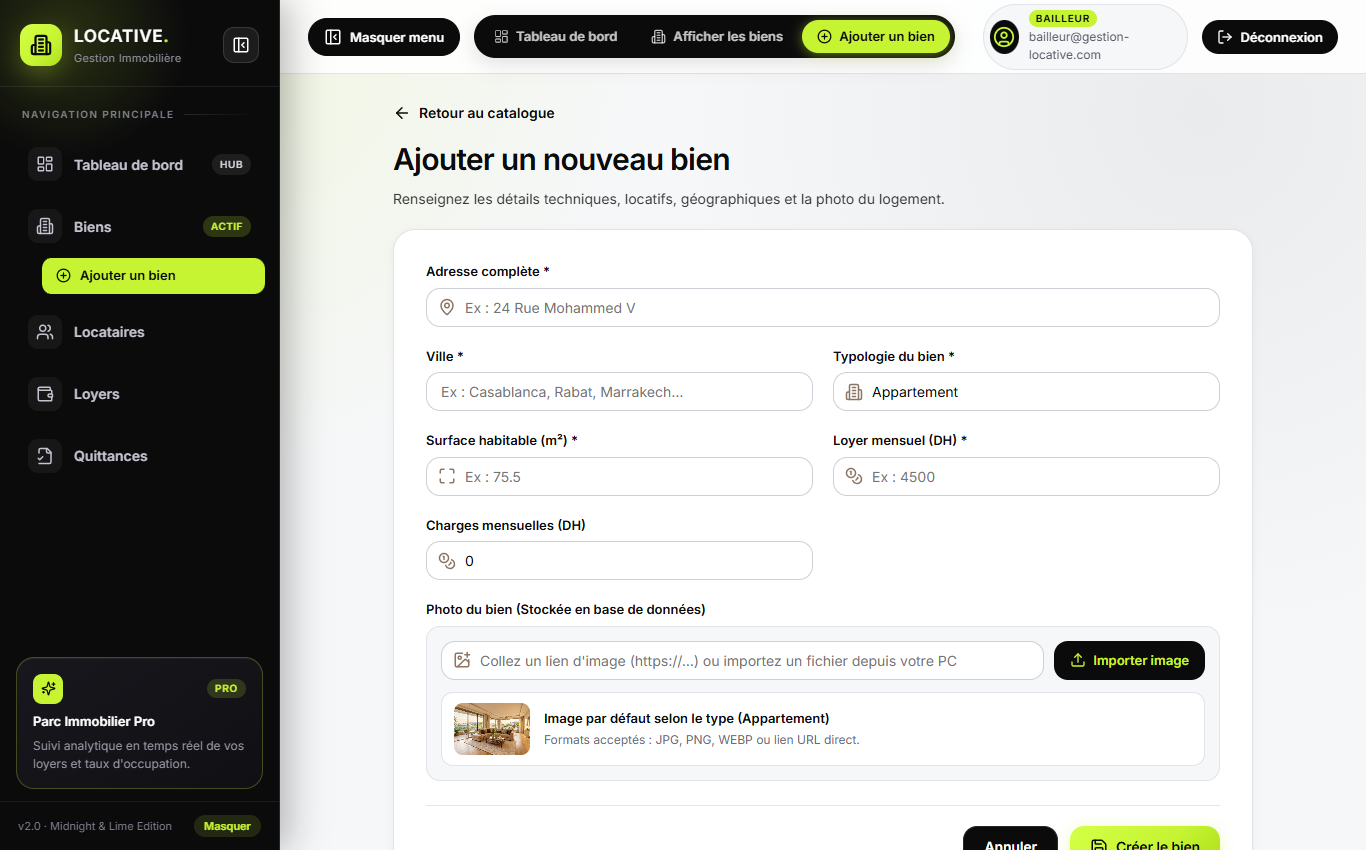 LOCATIVE.
Gestion Immobilière
NAVIGATION PRINCIPALE
Tableau de bord HUB
Biens ACTIF
Ajouter un bien
Locataires
Loyers
Quittances
PRO
Parc Immobilier Pro
Suivi analytique en temps réel de vos
loyers et taux d'occupation.
v2.0 · Midnight & Lime Edition Masquer
Masquer menu Tableau de bord Afficher les biens Ajouter un bien
BAILLEUR
bailleur@gestion-
locative.com
Déconnexion
Retour au catalogue
Ajouter un nouveau bien
Renseignez les détails techniques, locatifs, géographiques et la photo du logement.
Adresse complète *
Ex : 24 Rue Mohammed V
Ville * Typologie du bien *
Ex : Casablanca, Rabat, Marrakech... Appartement
Surface habitable (m²) * Loyer mensuel (DH) *
Ex : 75.5 Ex : 4500
Charges mensuelles (DH)
0
Photo du bien (Stockée en base de données)
Collez un lien d'image (https://...) ou importez un fichier depuis votre PC Importer image
Image par défaut selon le type (Appartement)
Formats acceptés : JPG, PNG, WEBP ou lien URL direct.
Annuler Créer le bien